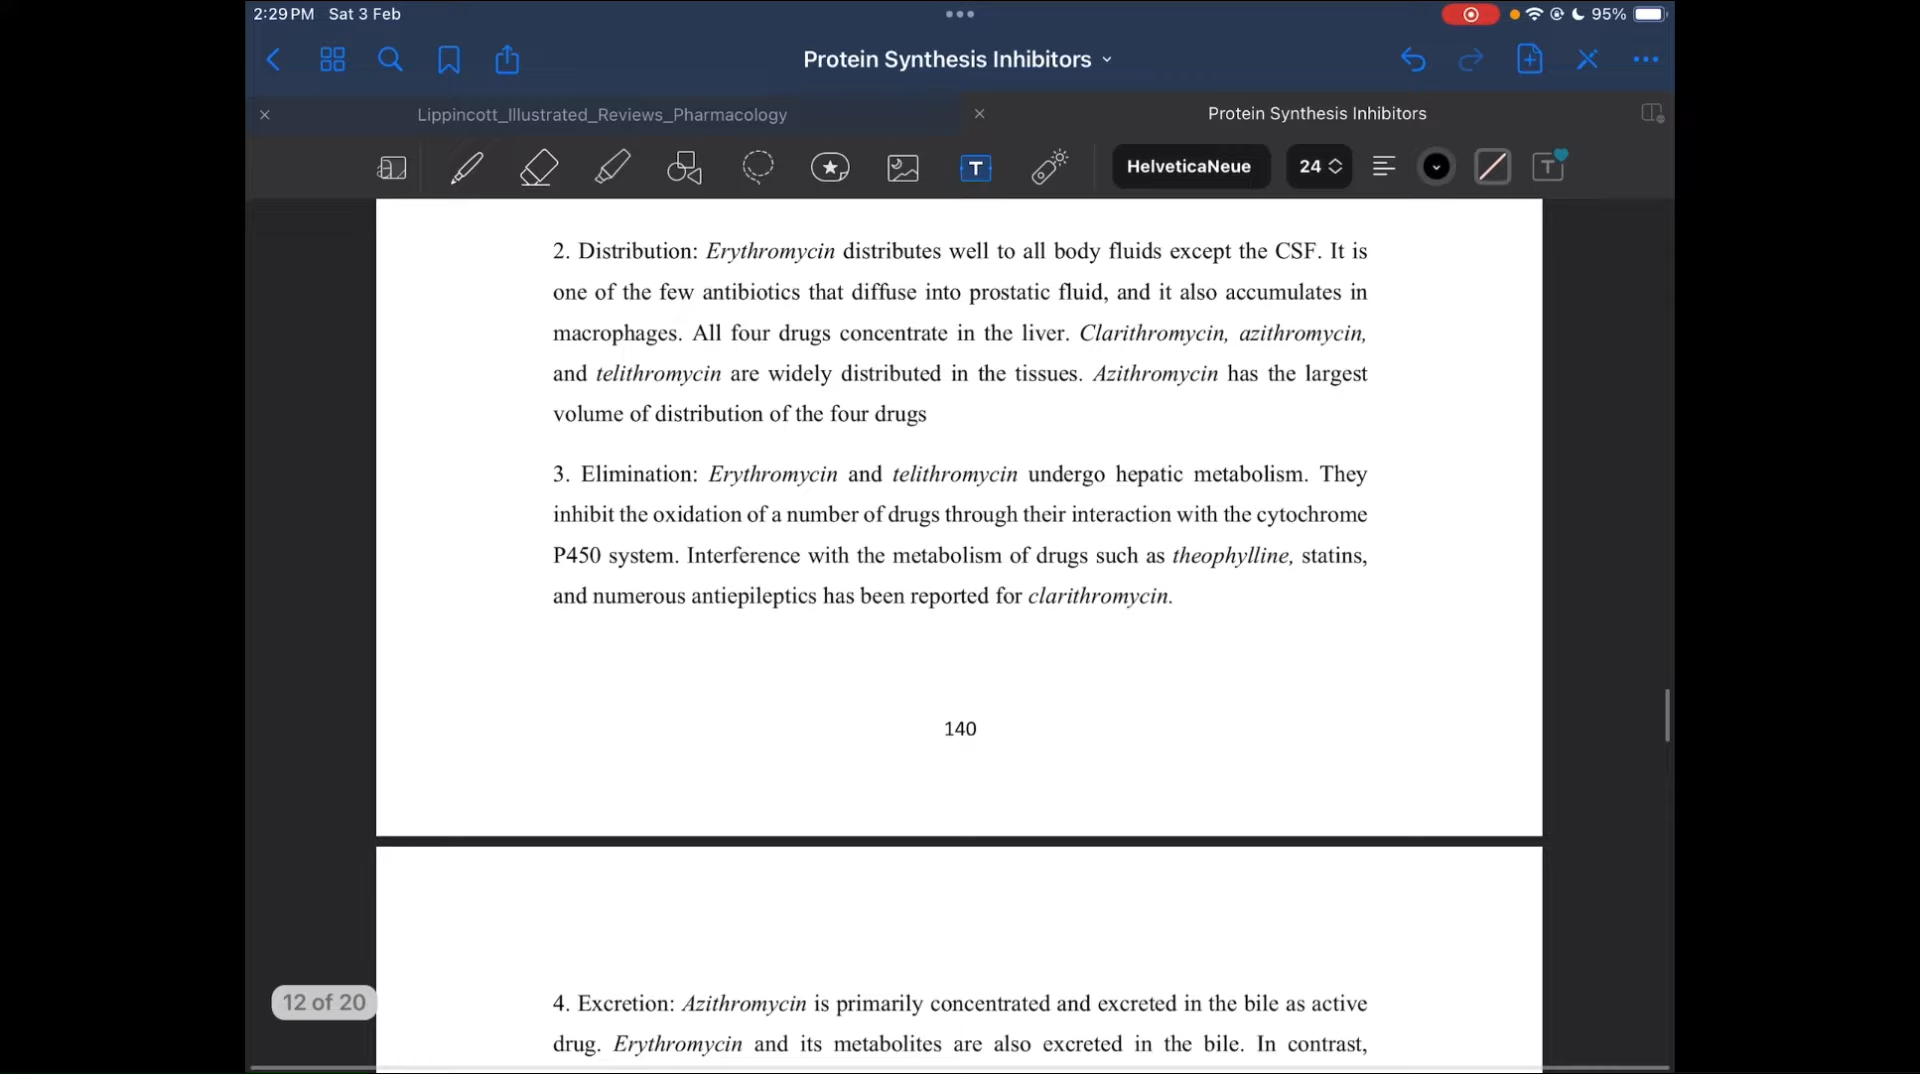 2:29 PM Sat 3 Feb
95%
Protein Synthesis Inhibitors
Lippincott_Illustrated_Reviews_Pharmacology
Protein Synthesis Inhibitors
HelveticaNeue 24
2. Distribution: Erythromycin distributes well to all body fluids except the CSF. It is
one of the few antibiotics that diffuse into prostatic fluid, and it also accumulates in
macrophages. All four drugs concentrate in the liver. Clarithromycin, azithromycin,
and telithromycin are widely distributed in the tissues. Azithromycin has the largest
volume of distribution of the four drugs
3. Elimination: Erythromycin and telithromycin undergo hepatic metabolism. They
inhibit the oxidation of a number of drugs through their interaction with the cytochrome
P450 system. Interference with the metabolism of drugs such as theophylline, statins,
and numerous antiepileptics has been reported for clarithromycin.
140
12 of 20
4. Excretion: Azithromycin is primarily concentrated and excreted in the bile as active
drug. Erythromycin and its metabolites are also excreted in the bile. In contrast,